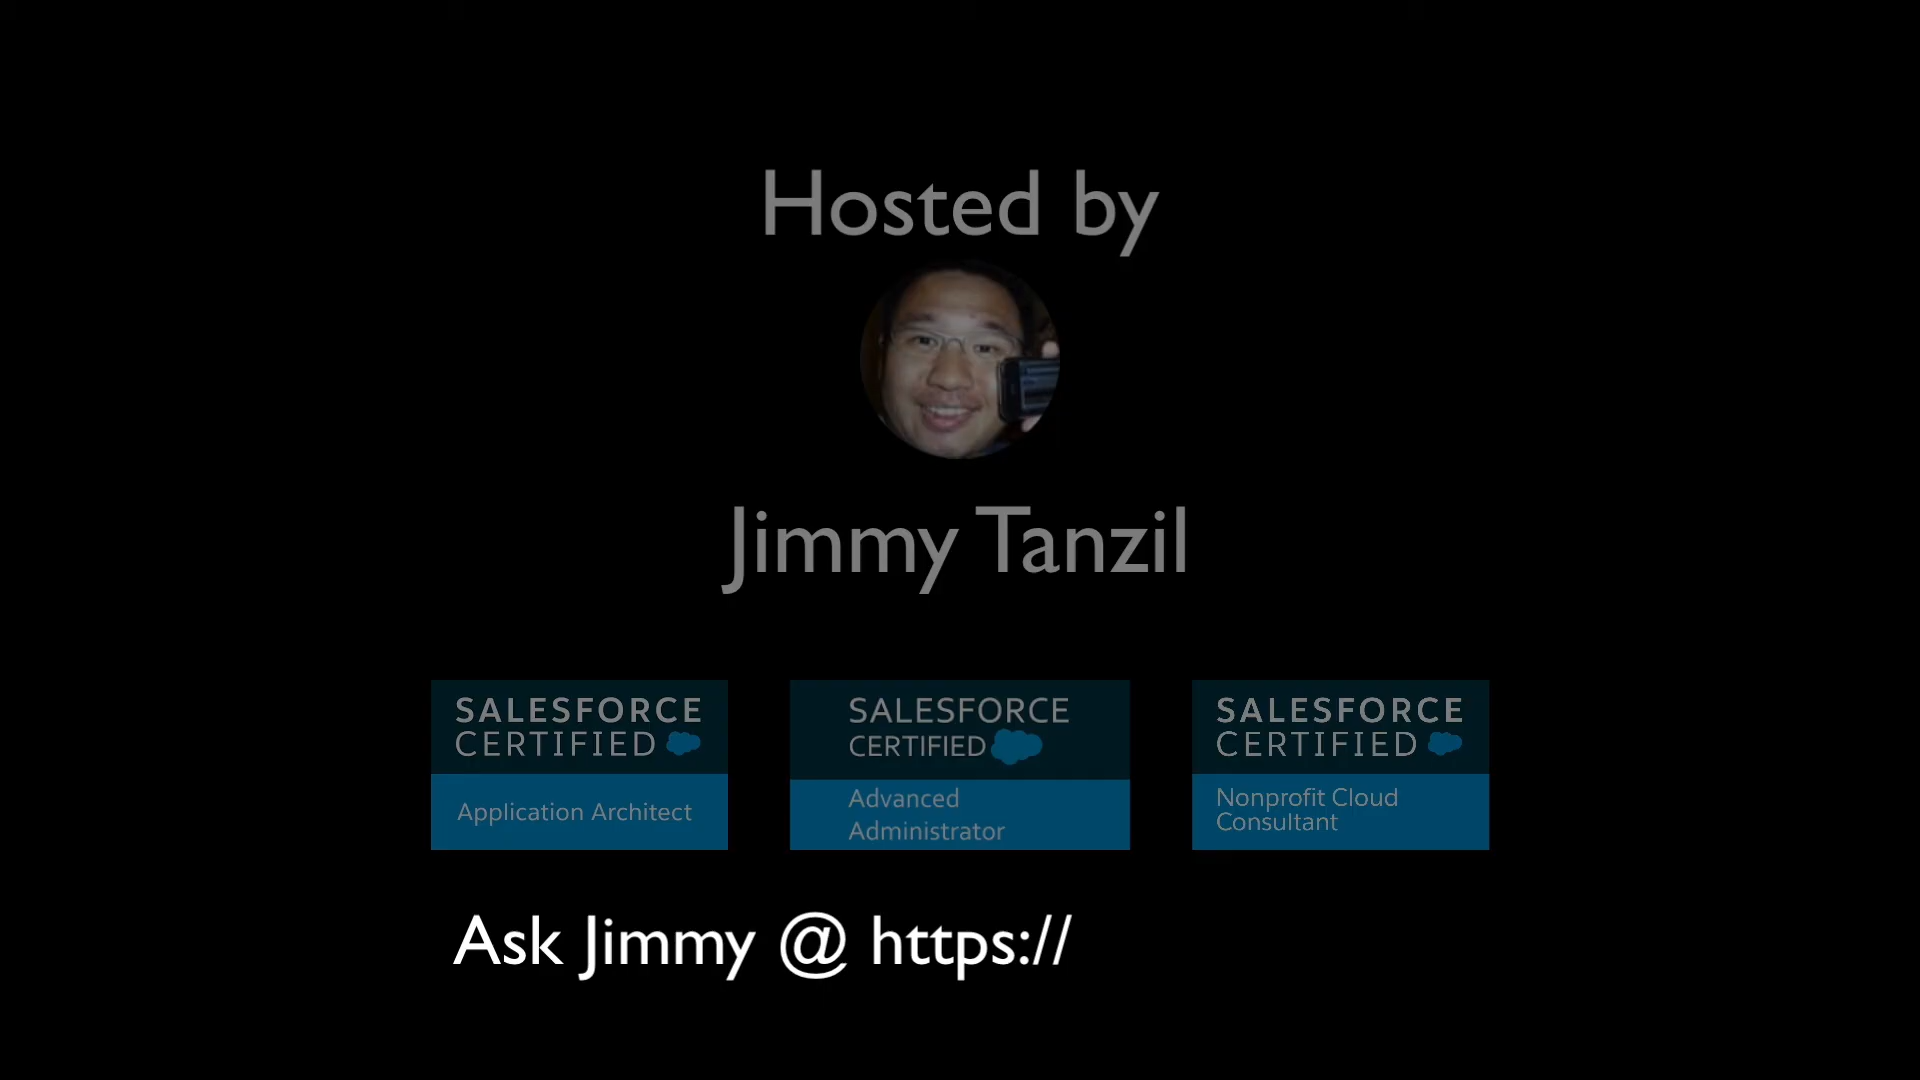 Hosted by
Jimmy Tanzil
SALESFORCE
CERTIFIED
Application Architect
SALESFORCE
CERTIFIED
Advanced
Administrator
SALESFORCE
CERTIFIED
Nonprofit Cloud
Consultant
Ask Jimmy @ https://